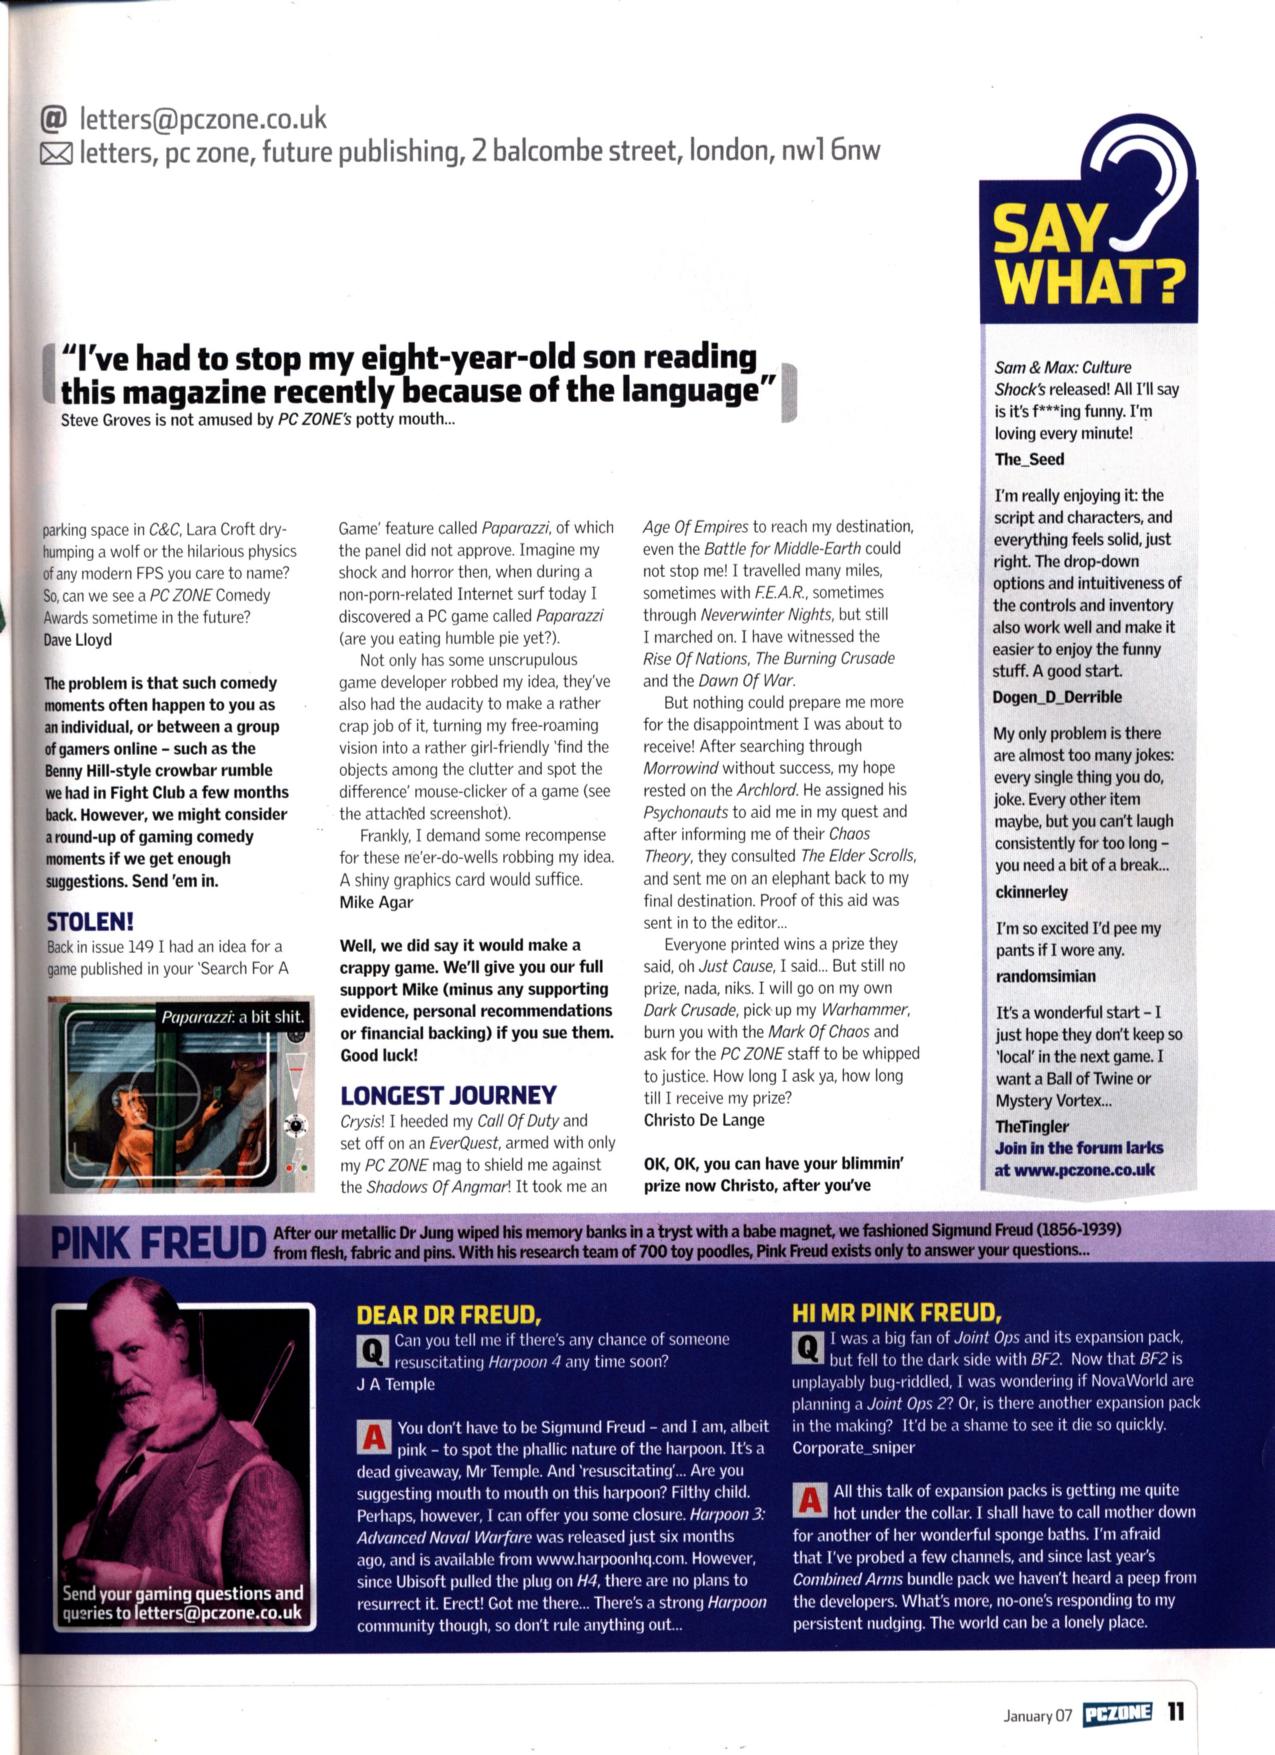 @ letters@pczone.co.uk
letters, pc zone, future publishing, 2 balcombe street, london, nw1 6nw
"I've had to stop my eight-year-old son reading
this magazine recently because of the language"
Steve Groves is not amused by PC ZONE's potty mouth...
parking space in C&C, Lara Croft dry-
humping a wolf or the hilarious physics
of any modern FPS you care to name?
So, can we see a PC ZONE Comedy
Awards sometime in the future?
Dave Lloyd
The problem is that such comedy
moments often happen to you as
an individual, or between a group
of gamers online – such as the
Benny Hill-style crowbar rumble
we had in Fight Club a few months
back. However, we might consider
a round-up of gaming comedy
moments if we get enough
suggestions. Send 'em in.
STOLEN!
Back in issue 149 I had an idea for a
game published in your 'Search For A
Paparazzi: a bit shit.
Game' feature called Paparazzi, of which
the panel did not approve. Imagine my
shock and horror then, when during a
non-porn-related Internet surf today I
discovered a PC game called Paparazzi
(are you eating humble pie yet?).
Not only has some unscrupulous
game developer robbed my idea, they've
also had the audacity to make a rather
crap job of it, turning my free-roaming
vision into a rather girl-friendly 'find the
objects among the clutter and spot the
difference' mouse-clicker of a game (see
the attached screenshot).
Frankly, I demand some recompense
for these ne'er-do-wells robbing my idea.
A shiny graphics card would suffice.
Mike Agar
Well, we did say it would make a
crappy game. We'll give you our full
support Mike (minus any supporting
evidence, personal recommendations
or financial backing) if you sue them.
Good luck!
LONGEST JOURNEY
Crysis! I heeded my Call Of Duty and
set off on an EverQuest, armed with only
my PC ZONE mag to shield me against
the Shadows Of Angmar! It took me an
Age Of Empires to reach my destination,
even the Battle for Middle-Earth could
not stop me! I travelled many miles,
sometimes with F.E.A.R., sometimes
through Neverwinter Nights, but still
I marched on. I have witnessed the
Rise Of Nations, The Burning Crusade
and the Dawn Of War.
But nothing could prepare me more
for the disappointment I was about to
receive! After searching through
Morrowind without success, my hope
rested on the Archlord. He assigned his
Psychonauts to aid me in my quest and
after informing me of their Chaos
Theory, they consulted The Elder Scrolls,
and sent me on an elephant back to my
final destination. Proof of this aid was
sent in to the editor...
Everyone printed wins a prize they
said, oh Just Cause, I said... But still no
prize, nada, niks. I will go on my own
Dark Crusade, pick up my Warhammer,
burn you with the Mark Of Chaos and
ask for the PC ZONE staff to be whipped
to justice. How long I ask ya, how long
till I receive my prize?
Christo De Lange
OK, OK, you can have your blimmin'
prize now Christo, after you've
SAY
WHAT?
Sam & Max: Culture
Shock's released! All I'll say
is it's f***ing funny. I'm
loving every minute!
The_Seed
I'm really enjoying it: the
script and characters, and
everything feels solid, just
right. The drop-down
options and intuitiveness of
the controls and inventory
also work well and make it
easier to enjoy the funny
stuff. A good start.
Dogen_D_Derrible
My only problem is there
are almost too many jokes:
every single thing you do,
joke. Every other item
maybe, but you can't laugh
consistently for too long –
you need a bit of a break...
ckinnerley
I'm so excited I'd pee my
pants if I wore any.
randomsimian
It's a wonderful start – I
just hope they don't keep so
'local' in the next game. I
want a Ball of Twine or
Mystery Vortex...
TheTingler
Join in the forum larks
at www.pczone.co.uk
PINK FREUD
After our metallic Dr Jung wiped his memory banks in a tryst with a babe magnet, we fashioned Sigmund Freud (1856-1939)
from flesh, fabric and pins. With his research team of 700 toy poodles, Pink Freud exists only to answer your questions...
Send your gaming questions and
queries to letters@pczone.co.uk
DEAR DR FREUD,
Q Can you tell me if there's any chance of someone
resuscitating Harpoon 4 any time soon?
J A Temple
A You don't have to be Sigmund Freud – and I am, albeit
pink – to spot the phallic nature of the harpoon. It's a
dead giveaway, Mr Temple. And 'resuscitating'... Are you
suggesting mouth to mouth on this harpoon? Filthy child.
Perhaps, however, I can offer you some closure. Harpoon 3:
Advanced Naval Warfare was released just six months
ago, and is available from www.harpoonhq.com. However,
since Ubisoft pulled the plug on H4, there are no plans to
resurrect it. Erect! Got me there... There's a strong Harpoon
community though, so don't rule anything out...
HI MR PINK FREUD,
Q I was a big fan of Joint Ops and its expansion pack,
but fell to the dark side with BF2. Now that BF2 is
unplayably bug-riddled, I was wondering if NovaWorld are
planning a Joint Ops 2? Or, is there another expansion pack
in the making? It'd be a shame to see it die so quickly.
Corporate_sniper
A All this talk of expansion packs is getting me quite
hot under the collar. I shall have to call mother down
for another of her wonderful sponge baths. I'm afraid
that I've probed a few channels, and since last year's
Combined Arms bundle pack we haven't heard a peep from
the developers. What's more, no-one's responding to my
persistent nudging. The world can be a lonely place.
January 07 PCZONE 11